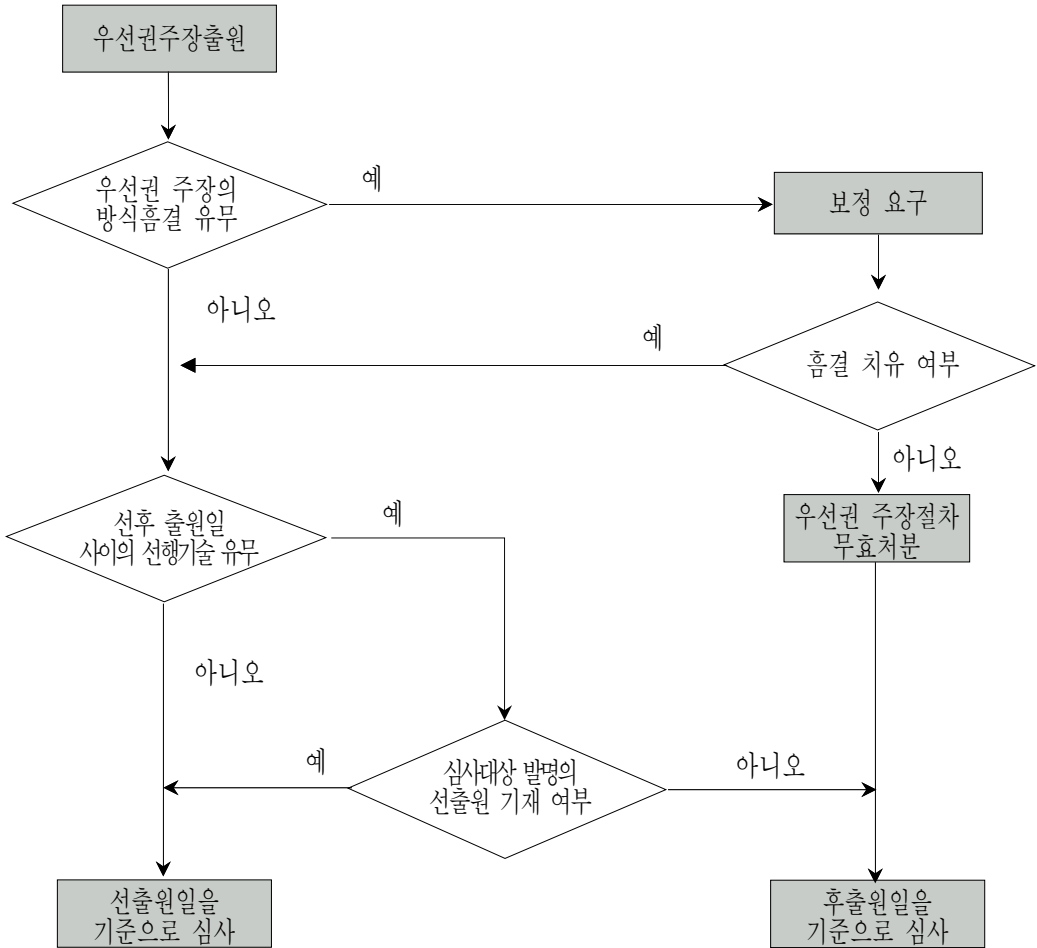 우선권주장출원
우선권 주장의
방식흠결 유무
예
보정 요구
아니오
예
흠결 치유 여부
아니오
선후 출원일
사이의 선행기술 유무
예
우선권 주장절차
무효처분
아니오
예
심사대상 발명의
선출원 기재 여부
아니오
선출원일을
기준으로 심사
후출원일을
기준으로 심사